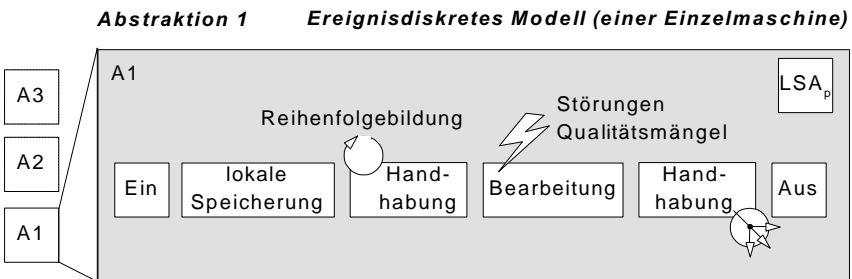 Abstraktion 1 Ereignisdiskretes Modell (einer Einzelmaschine)
A3
A2
A1
A1
LSAp
Reihenfolgebildung
Störungen
Qualitätsmängel
Ein
lokale
Speicherung
Hand-
habung
Bearbeitung
Hand-
habung
Aus